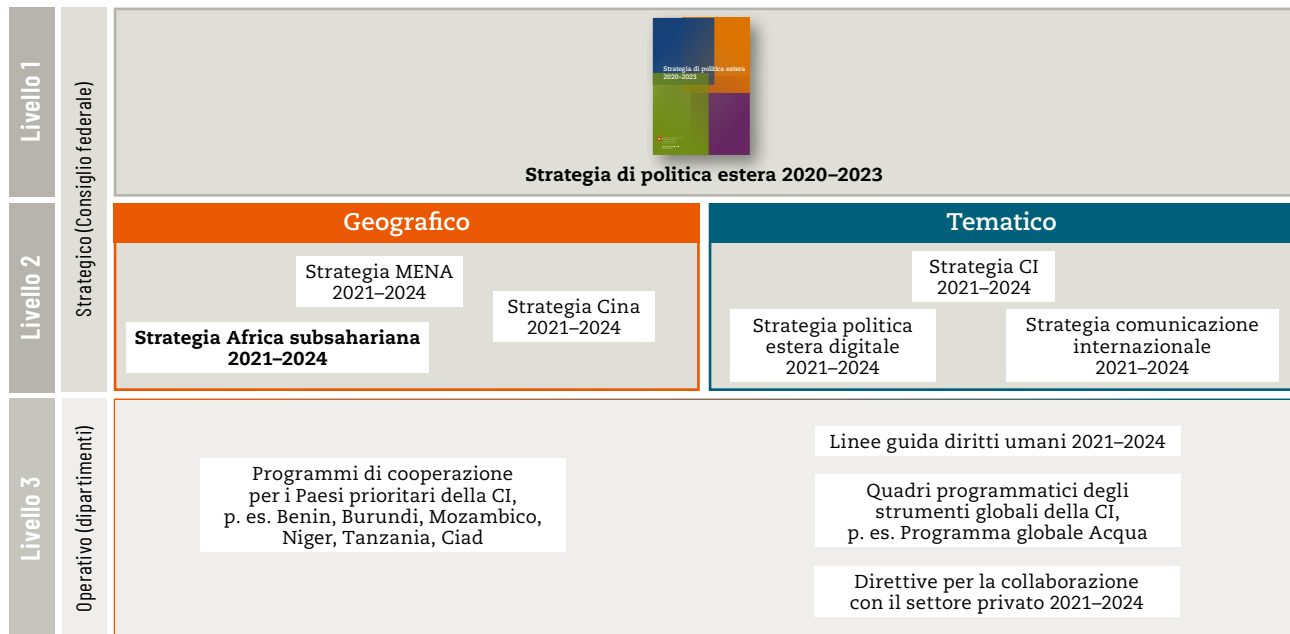 Livello 1
Strategico (Consiglio federale)
Strategia di politica estera
2020–2023
Strategia di politica estera 2020–2023
Livello 2
Geografico
Strategia MENA
2021–2024
Strategia Cina
2021–2024
Strategia Africa subsahariana
2021–2024
Tematico
Strategia CI
2021–2024
Strategia politica
estera digitale
2021–2024
Strategia comunicazione
internazionale
2021–2024
Livello 3
Operativo (dipartimenti)
Programmi di cooperazione
per i Paesi prioritari della CI,
p. es. Benin, Burundi, Mozambico,
Niger, Tanzania, Ciad
Linee guida diritti umani 2021–2024
Quadri programmatici degli
strumenti globali della CI,
p. es. Programma globale Acqua
Direttive per la collaborazione
con il settore privato 2021–2024